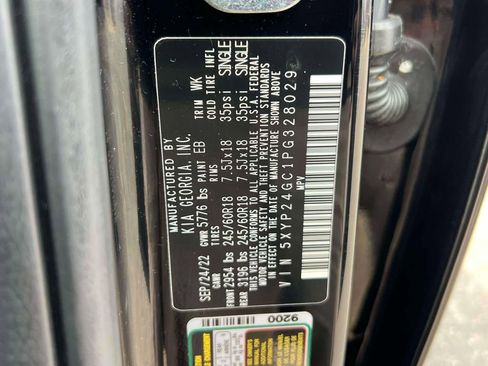 MANUFACTURED BY
KIA GEORGIA, INC.
SEP/24/22 GVWR 5776 lbs PAINT EB TRIM WK
GAWR TIRES RIMS COLD TIRE INFL
FRONT 2954 lbs 245/60R18 7.5Jx18 35psi SINGLE
REAR 3196 lbs 245/60R18 7.5Jx18 35psi SINGLE
THIS VEHICLE CONFORMS TO ALL APPLICABLE U.S.A. FEDERAL
MOTOR VEHICLE SAFETY AND THEFT PREVENTION STANDARDS
IN EFFECT ON THE DATE OF MANUFACTURE SHOWN ABOVE
VIN 5XYP24GC1PG328029
MPV
9200